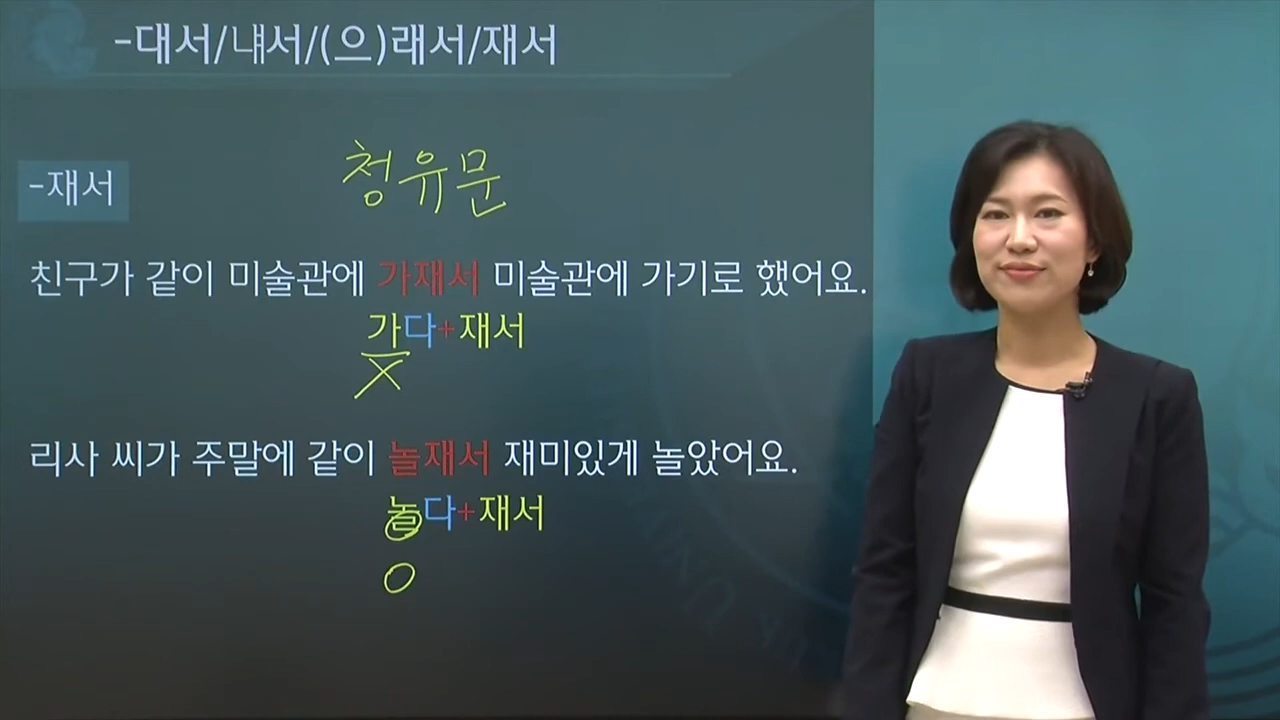 -대서/냬서/(으)래서/재서
청유문
-재서
친구가 같이 미술관에 가재서 미술관에 가기로 했어요.
가다+재서
X
리사 씨가 주말에 같이 놀재서 재미있게 놀았어요.
놀다+재서
O